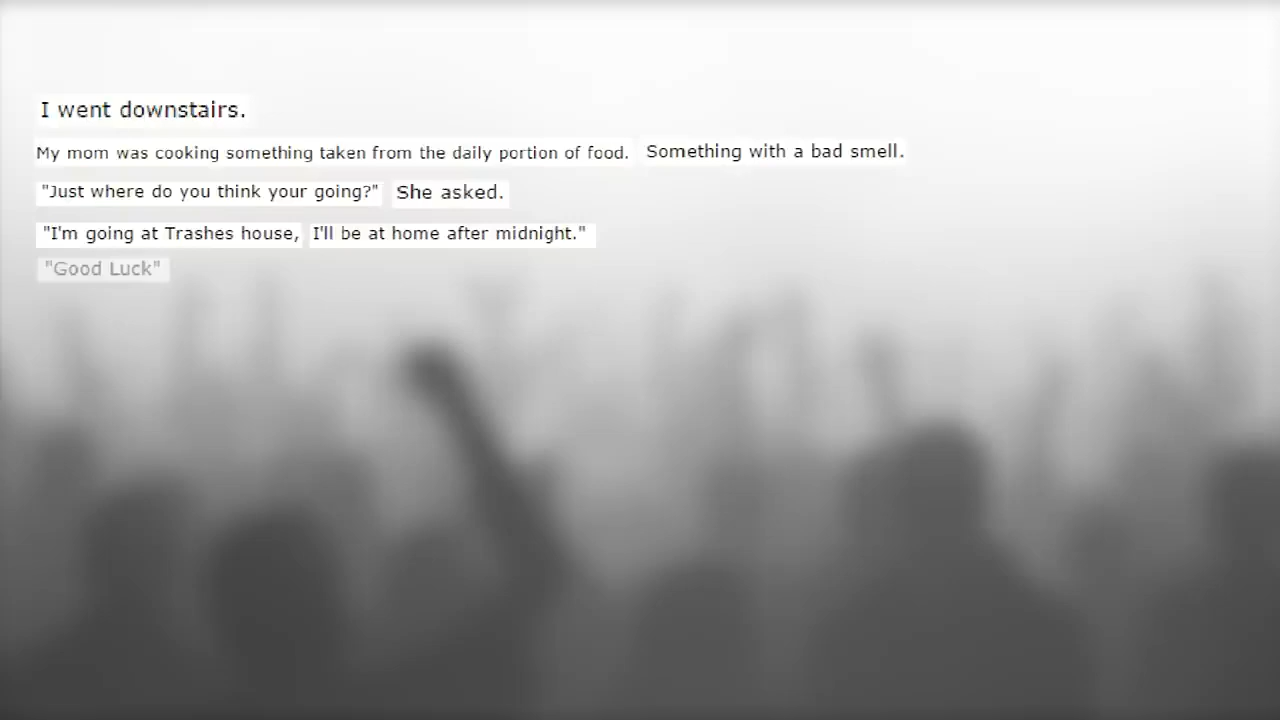 I went downstairs.
My mom was cooking something taken from the daily portion of food. Something with a bad smell.
"Just where do you think your going?" She asked.
"I'm going at Trashes house, I'll be at home after midnight."
"Good Luck"